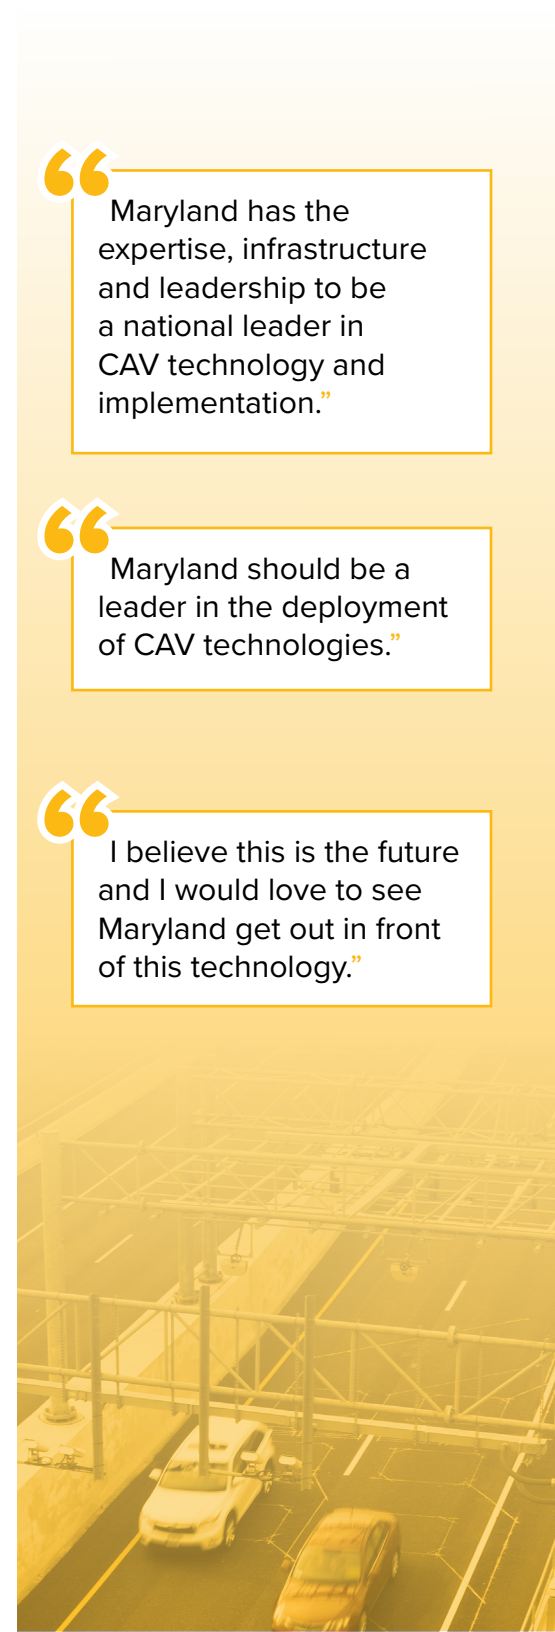 “ Maryland has the
expertise, infrastructure
and leadership to be
a national leader in
CAV technology and
implementation.”
“ Maryland should be a
leader in the deployment
of CAV technologies.”
“ I believe this is the future
and I would love to see
Maryland get out in front
of this technology.”